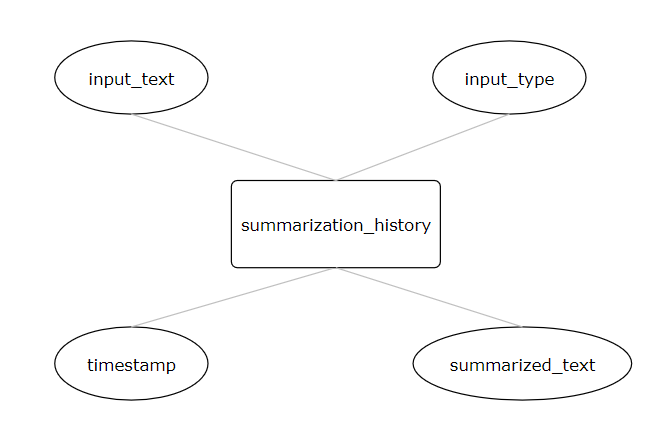 input_text
input_type
summarization_history
timestamp
summarized_text